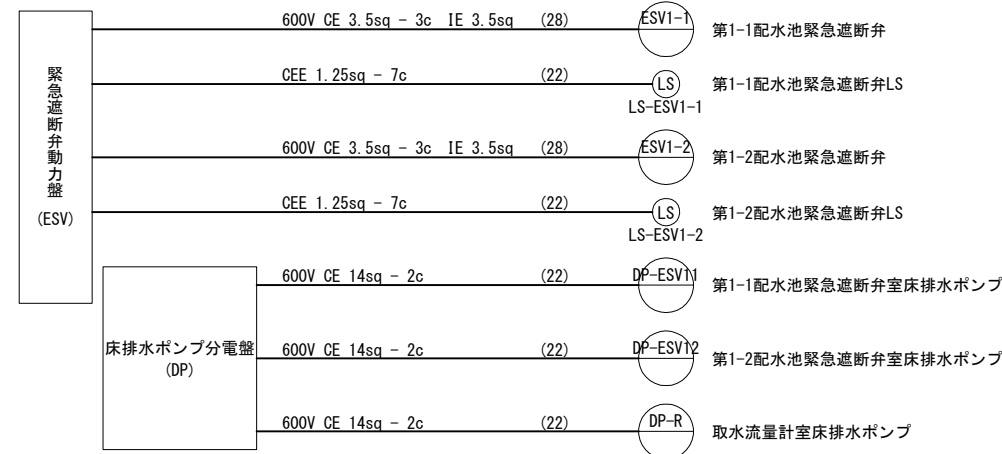 緊急遮断弁動力盤
(ESV)
600V CE 3.5sq - 3c IE 3.5sq (28) ESV1-1 第1-1配水池緊急遮断弁
CEE 1.25sq - 7c (22) LS 第1-1配水池緊急遮断弁LS
LS-ESV1-1
600V CE 3.5sq - 3c IE 3.5sq (28) ESV1-2 第1-2配水池緊急遮断弁
CEE 1.25sq - 7c (22) LS 第1-2配水池緊急遮断弁LS
LS-ESV1-2
床排水ポンプ分電盤
(DP)
600V CE 14sq - 2c (22) DP-ESV11 第1-1配水池緊急遮断弁室床排水ポンプ
600V CE 14sq - 2c (22) DP-ESV12 第1-2配水池緊急遮断弁室床排水ポンプ
600V CE 14sq - 2c (22) DP-R 取水流量計室床排水ポンプ